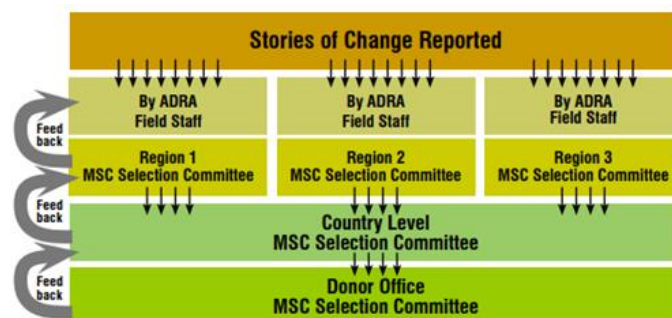 Stories of Change Reported
By ADRA
Field Staff
By ADRA
Field Staff
By ADRA
Field Staff
Feed
back
Region 1
MSC Selection Committee
Region 2
MSC Selection Committee
Region 3
MSC Selection Committee
Feed
back
Country Level
MSC Selection Committee
Feed
back
Donor Office
MSC Selection Committee